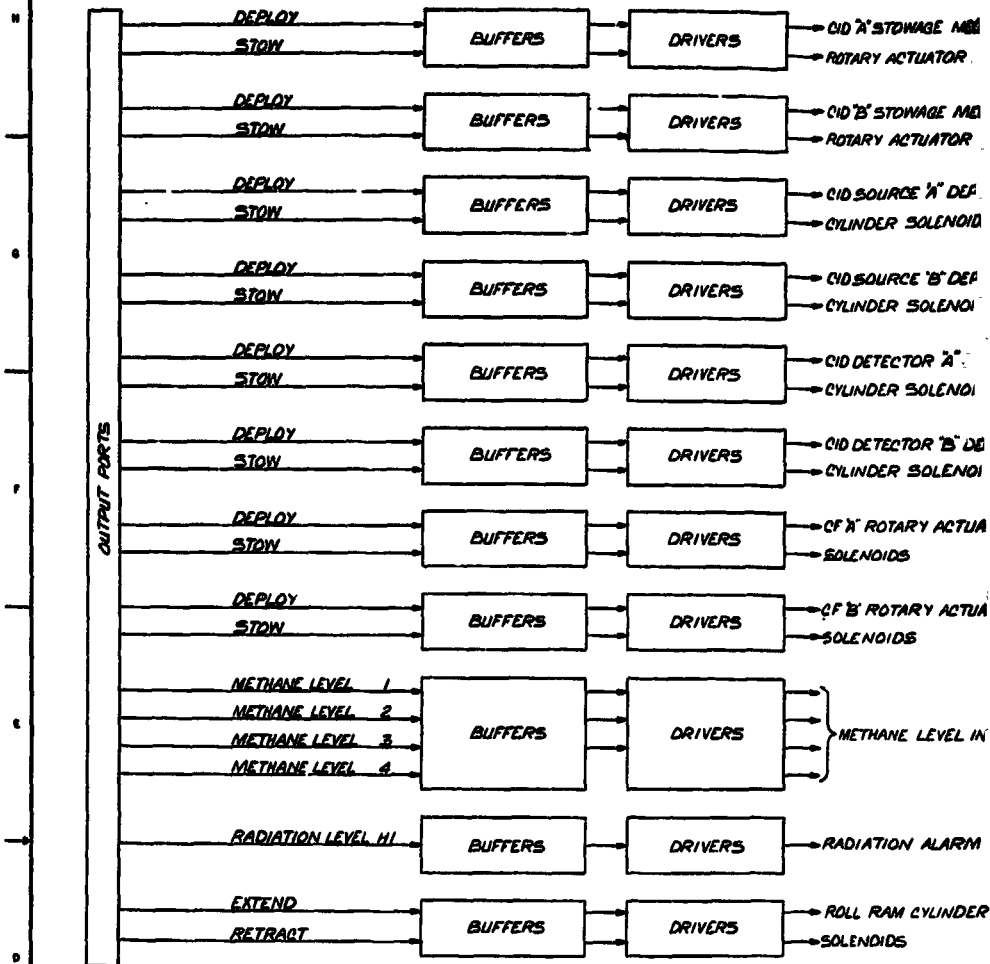 H
DEPLOY
STOW
BUFFERS
DRIVERS
CID "A" STOWAGE
ROTARY ACTUATOR
DEPLOY
STOW
BUFFERS
DRIVERS
CID "B" STOWAGE
ROTARY ACTUATOR
DEPLOY
STOW
BUFFERS
DRIVERS
CID SOURCE "A" DEP
CYLINDER SOLENOID
G
DEPLOY
STOW
BUFFERS
DRIVERS
CID SOURCE "B" DEP
CYLINDER SOLENOI
DEPLOY
STOW
BUFFERS
DRIVERS
CID DETECTOR "A"
CYLINDER SOLENOI
OUTPUT PORTS
DEPLOY
STOW
BUFFERS
DRIVERS
CID DETECTOR "B" DE
CYLINDER SOLENOI
F
DEPLOY
STOW
BUFFERS
DRIVERS
CF "A" ROTARY ACTUA
SOLENOIDS
DEPLOY
STOW
BUFFERS
DRIVERS
CF "B" ROTARY ACTUA
SOLENOIDS
E
METHANE LEVEL 1
METHANE LEVEL 2
METHANE LEVEL 3
METHANE LEVEL 4
BUFFERS
DRIVERS
METHANE LEVEL IN
RADIATION LEVEL HI
BUFFERS
DRIVERS
RADIATION ALARM
EXTEND
RETRACT
BUFFERS
DRIVERS
ROLL RAM CYLINDER
SOLENOIDS
D